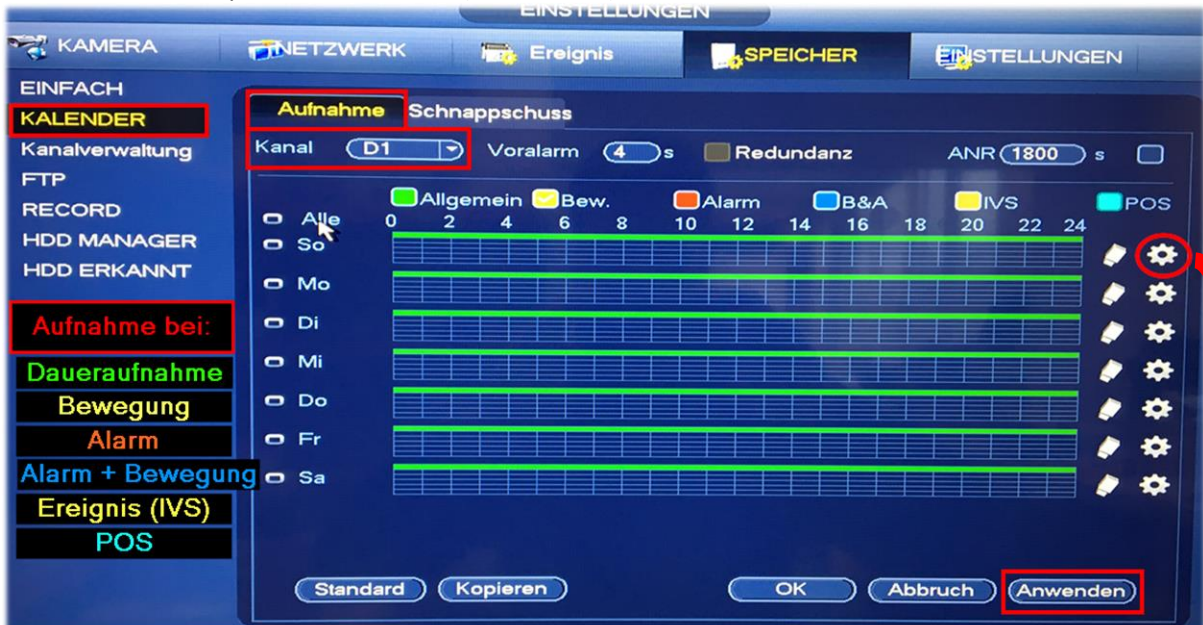 EINSTELLUNGEN
KAMERA NETZWERK Ereignis SPEICHER EINSTELLUNGEN
EINFACH
KALENDER
Kanalverwaltung
FTP
RECORD
HDD MANAGER
HDD ERKANNT
Aufnahme bei:
Daueraufnahme
Bewegung
Alarm
Alarm + Bewegung
Ereignis (IVS)
POS
Aufnahme Schnappschuss
Kanal D1 Voralarm 4 s Redundanz ANR 1800 s
Allgemein Bew. Alarm B&A IVS POS
Alle 0 2 4 6 8 10 12 14 16 18 20 22 24
So
Mo
Di
Mi
Do
Fr
Sa
Standard Kopieren OK Abbruch Anwenden